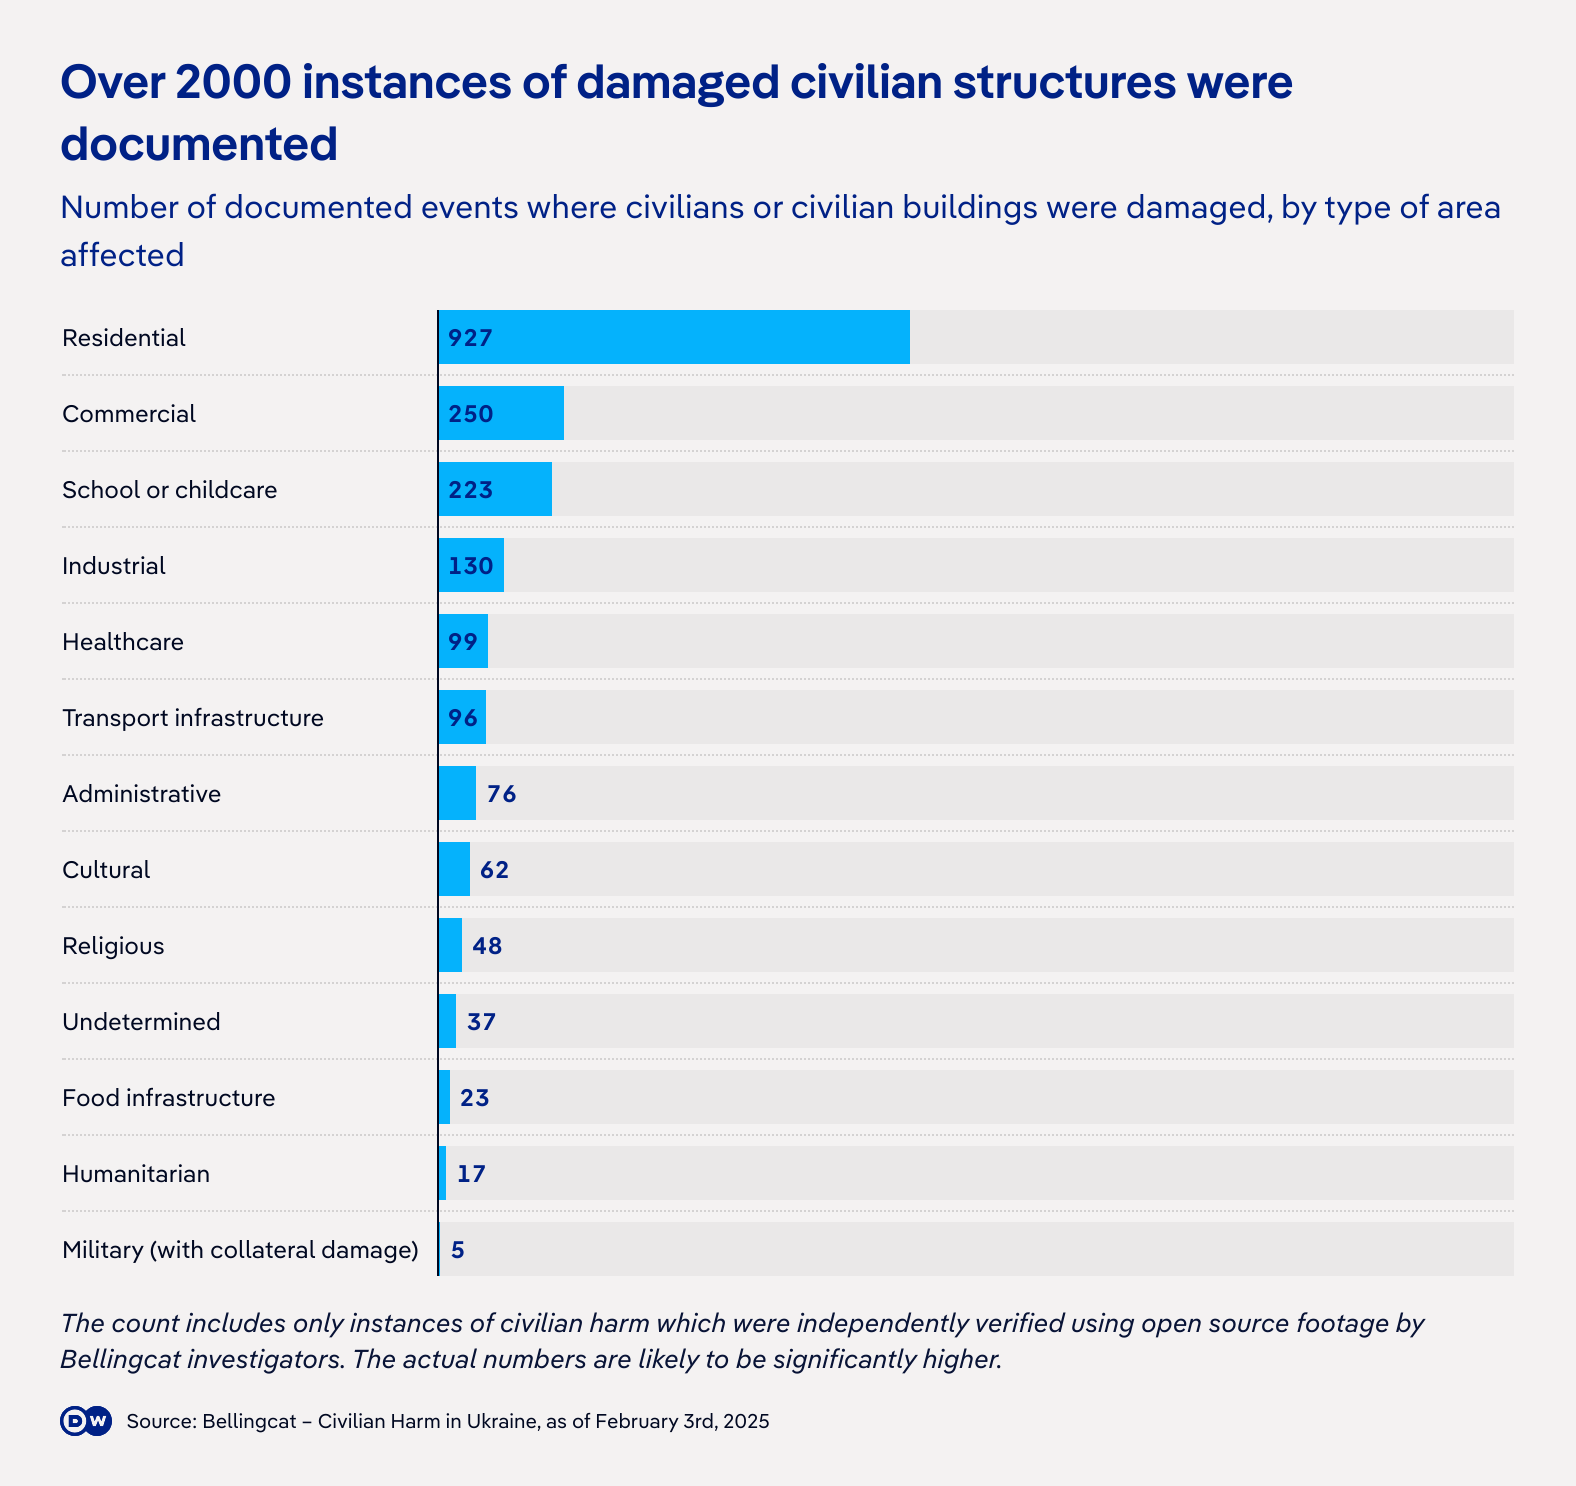 Over 2000 instances of damaged civilian structures were
documented
Number of documented events where civilians or civilian buildings were damaged, by type of area
affected
Residential 927
Commercial 250
School or childcare 223
Industrial 130
Healthcare 99
Transport infrastructure 96
Administrative 76
Cultural 62
Religious 48
Undetermined 37
Food infrastructure 23
Humanitarian 17
Military (with collateral damage) 5
The count includes only instances of civilian harm which were independently verified using open source footage by
Bellingcat investigators. The actual numbers are likely to be significantly higher.
DW Source: Bellingcat – Civilian Harm in Ukraine, as of February 3rd, 2025